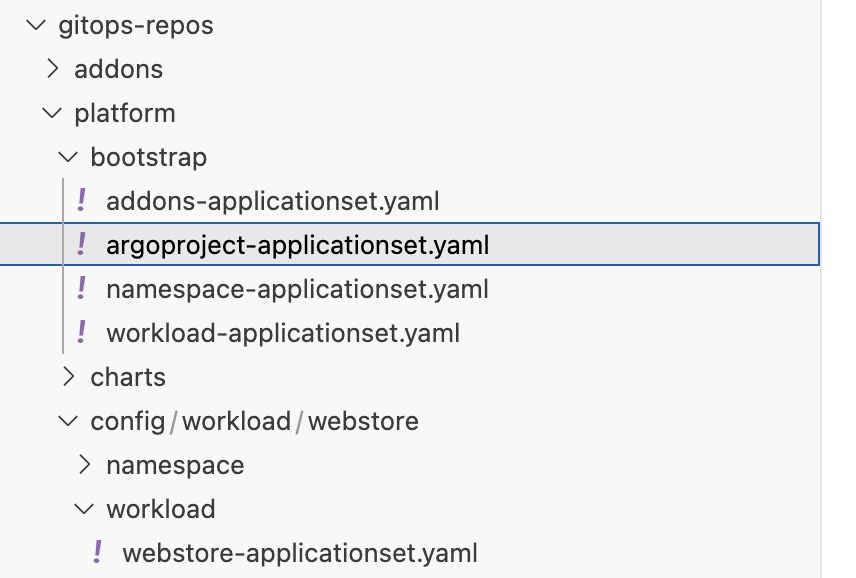 gitops-repos
addons
platform
bootstrap
! addons-applicationset.yaml
! argoproject-applicationset.yaml
! namespace-applicationset.yaml
! workload-applicationset.yaml
charts
config/workload/webstore
namespace
workload
! webstore-applicationset.yaml